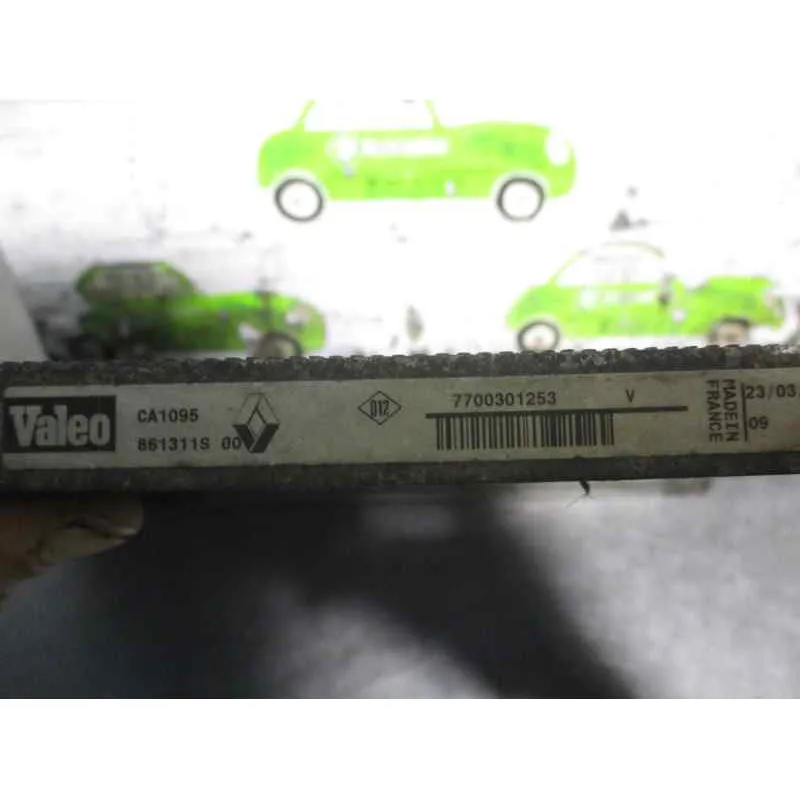 Valeo
CA1095
861311S 00
D12
7700301253 V
MADE IN
FRANCE
23/03
09